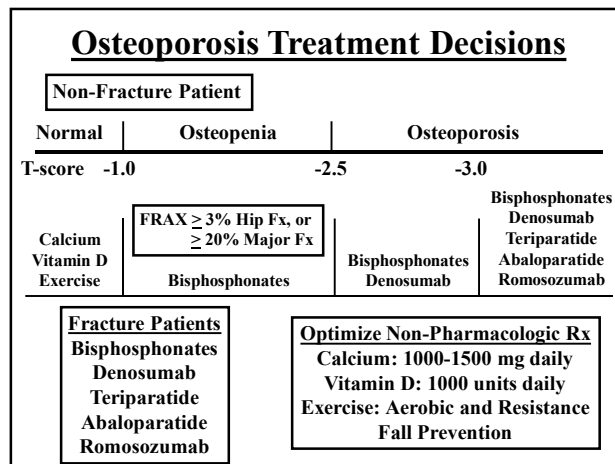 Osteoporosis Treatment Decisions
Non-Fracture Patient
Normal Osteopenia Osteoporosis
T-score -1.0 -2.5 -3.0
Calcium
Vitamin D
Exercise
FRAX ≥ 3% Hip Fx, or
≥ 20% Major Fx
Bisphosphonates
Bisphosphonates
Denosumab
Bisphosphonates
Denosumab
Teriparatide
Abaloparatide
Romosozumab
Fracture Patients
Bisphosphonates
Denosumab
Teriparatide
Abaloparatide
Romosozumab
Optimize Non-Pharmacologic Rx
Calcium: 1000-1500 mg daily
Vitamin D: 1000 units daily
Exercise: Aerobic and Resistance
Fall Prevention